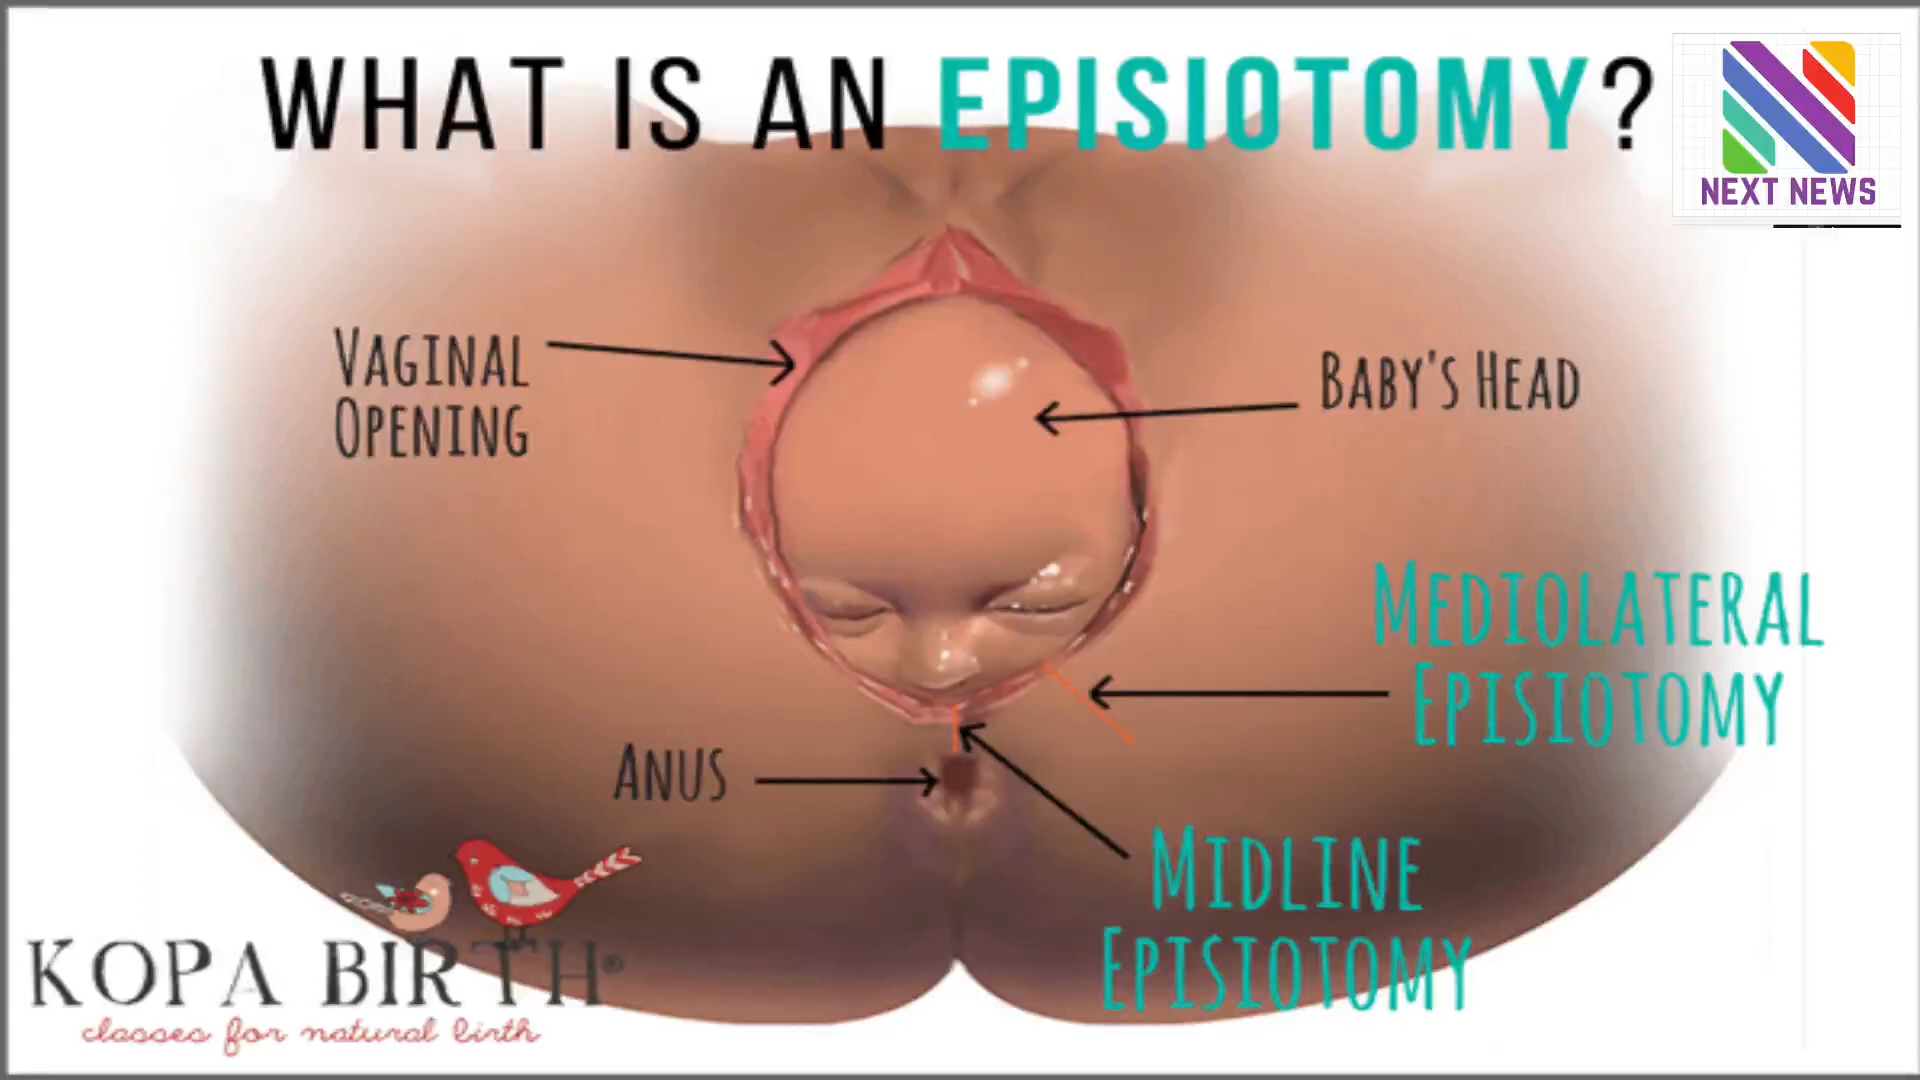 WHAT IS AN EPISIOTOMY?
NEXT NEWS
VAGINAL
OPENING
BABY'S HEAD
MEDIOLATERAL
EPISIOTOMY
ANUS
MIDLINE
EPISIOTOMY
KOPA BIRTH®
classes for natural birth